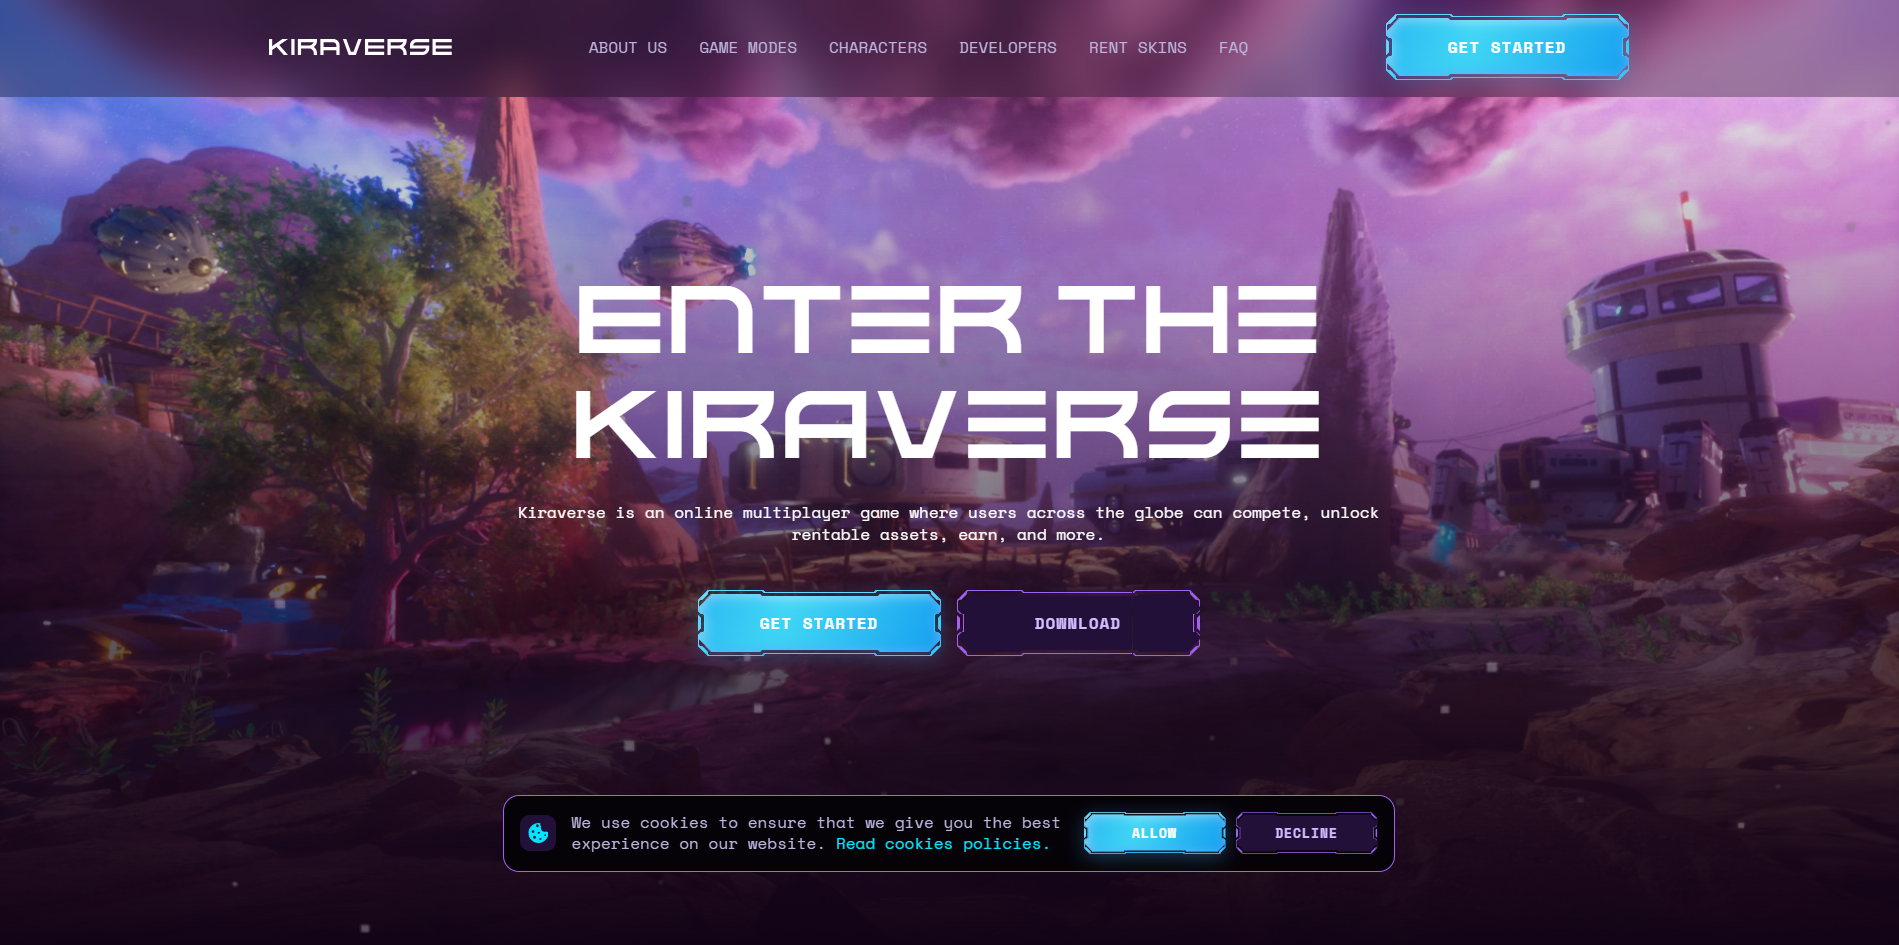 KIRAVERSE
ABOUT US GAME MODES CHARACTERS DEVELOPERS RENT SKINS FAQ
GET STARTED
ENTER THE
KIRAVERSE
Kiraverse is an online multiplayer game where users across the globe can compete, unlock
rentable assets, earn, and more.
GET STARTED
DOWNLOAD
We use cookies to ensure that we give you the best
experience on our website. Read cookies policies.
ALLOW
DECLINE